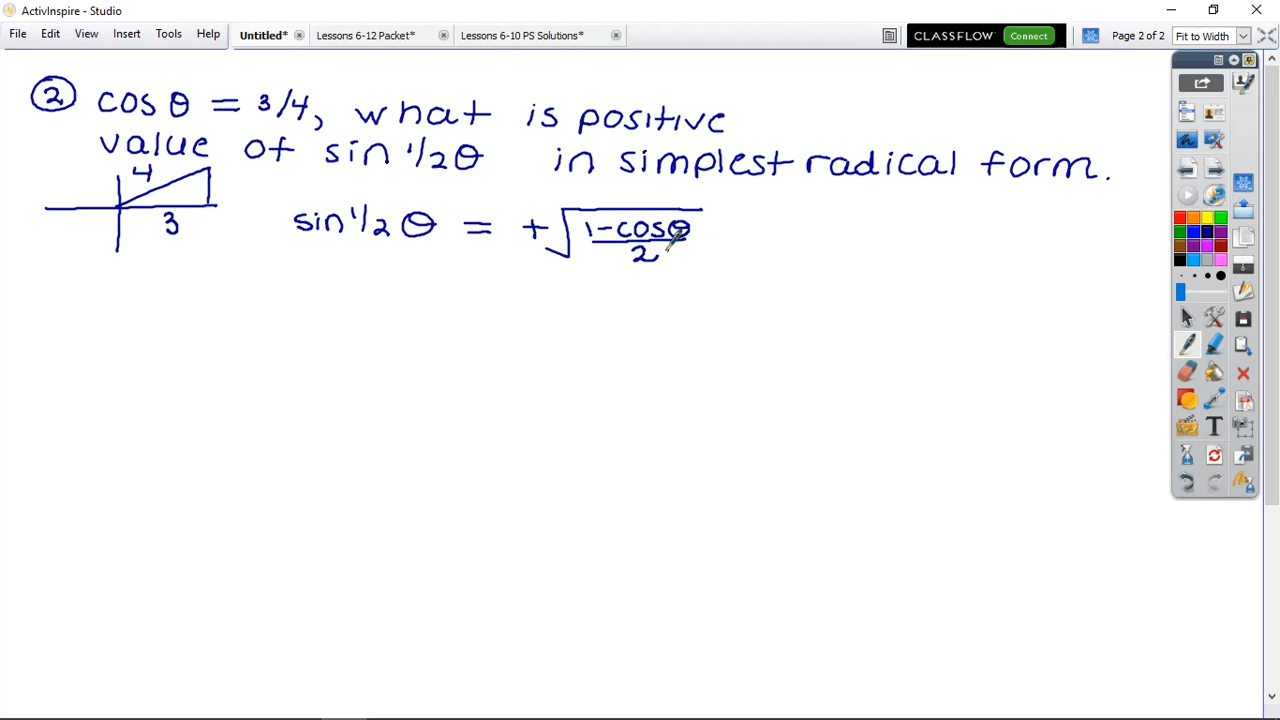 ActivInspire - Studio
File Edit View Insert Tools Help Untitled* Lessons 6-12 Packet* Lessons 6-10 PS Solutions* CLASSFLOW Connect Page 2 of 2 Fit to Width
② cos θ = 3/4, what is positive
value of sin 1/2 θ in simplest radical form.
4
3
sin 1/2 θ = +√(1-cosθ
2
T